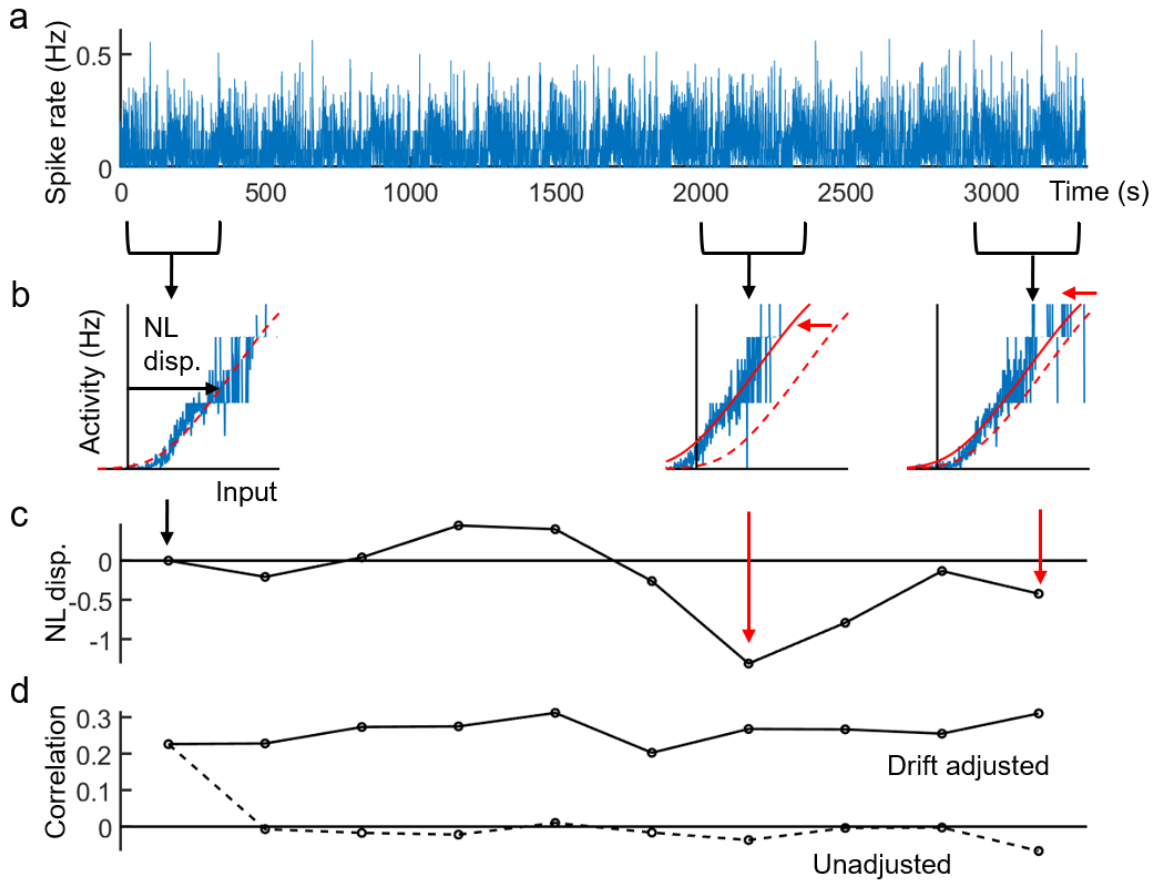 a
Spike rate (Hz)
0.5
0
0 500 1000 1500 2000 2500 3000 Time (s)
b
Activity (Hz)
NL
disp.
Input
c
NL disp.
0
-0.5
-1
d
Correlation
0.3
0.2
0.1
0
Drift adjusted
Unadjusted